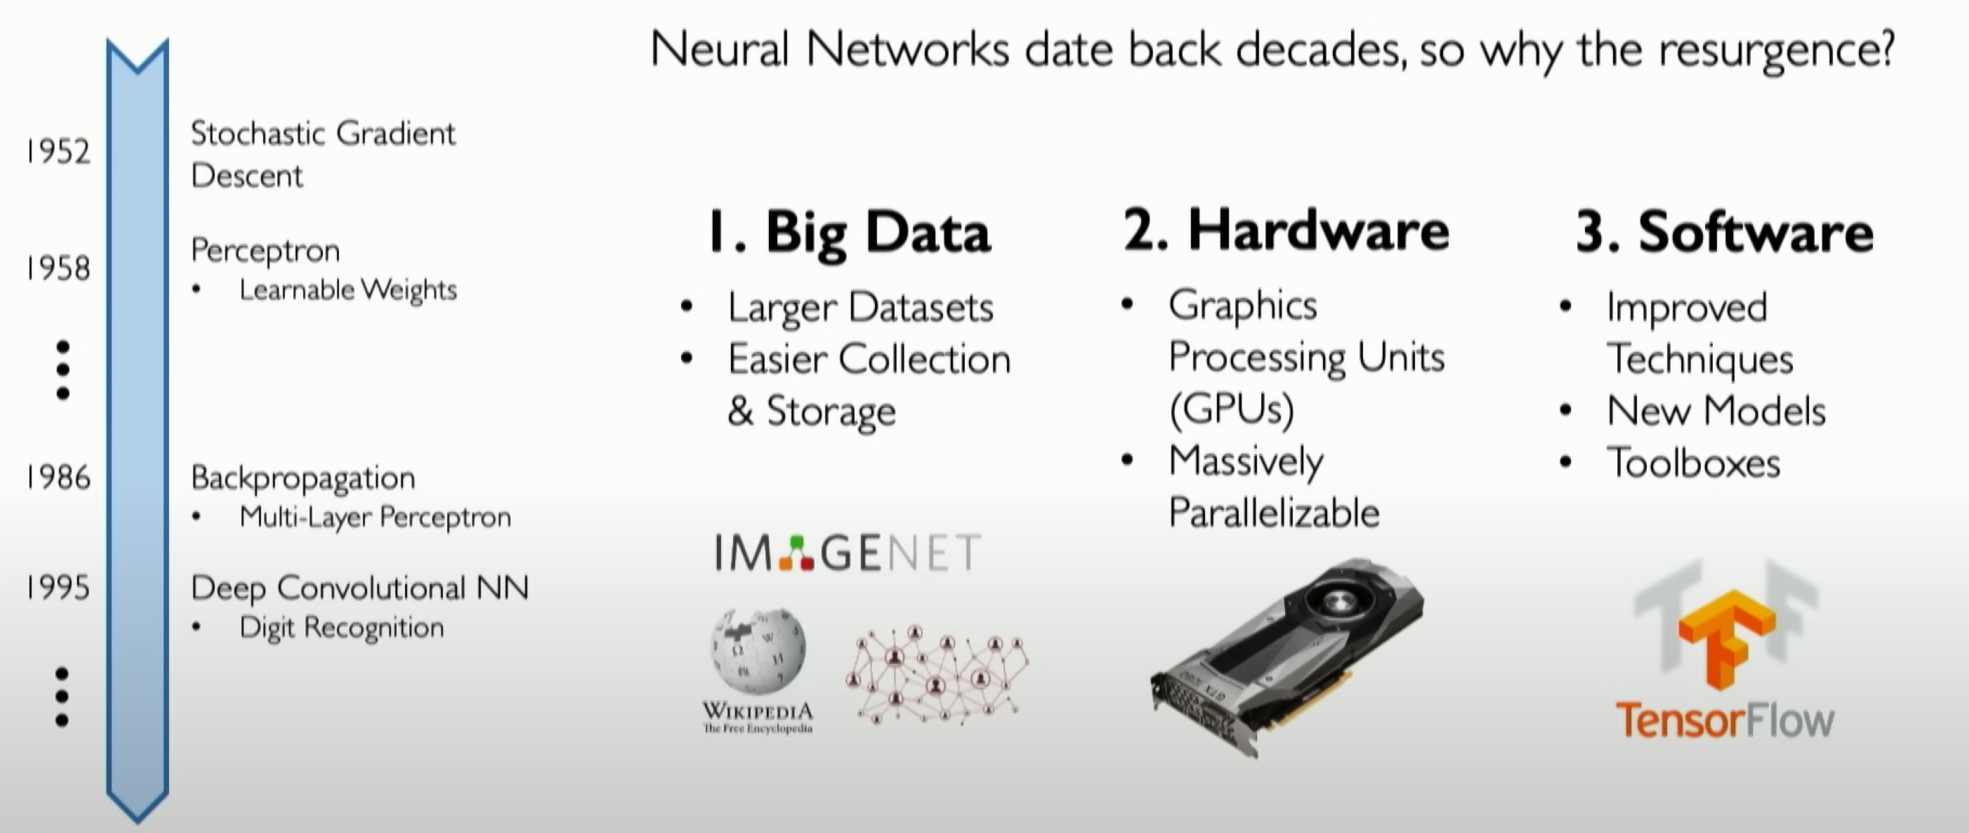 Neural Networks date back decades, so why the resurgence?
1952
Stochastic Gradient
Descent
1958
Perceptron
• Learnable Weights
1986
Backpropagation
• Multi-Layer Perceptron
1995
Deep Convolutional NN
• Digit Recognition
1. Big Data
• Larger Datasets
• Easier Collection
& Storage
IMAGENET
WIKIPEDIA
The Free Encyclopedia
2. Hardware
• Graphics
Processing Units
(GPUs)
• Massively
Parallelizable
GTX 1080
3. Software
• Improved
Techniques
• New Models
• Toolboxes
TensorFlow